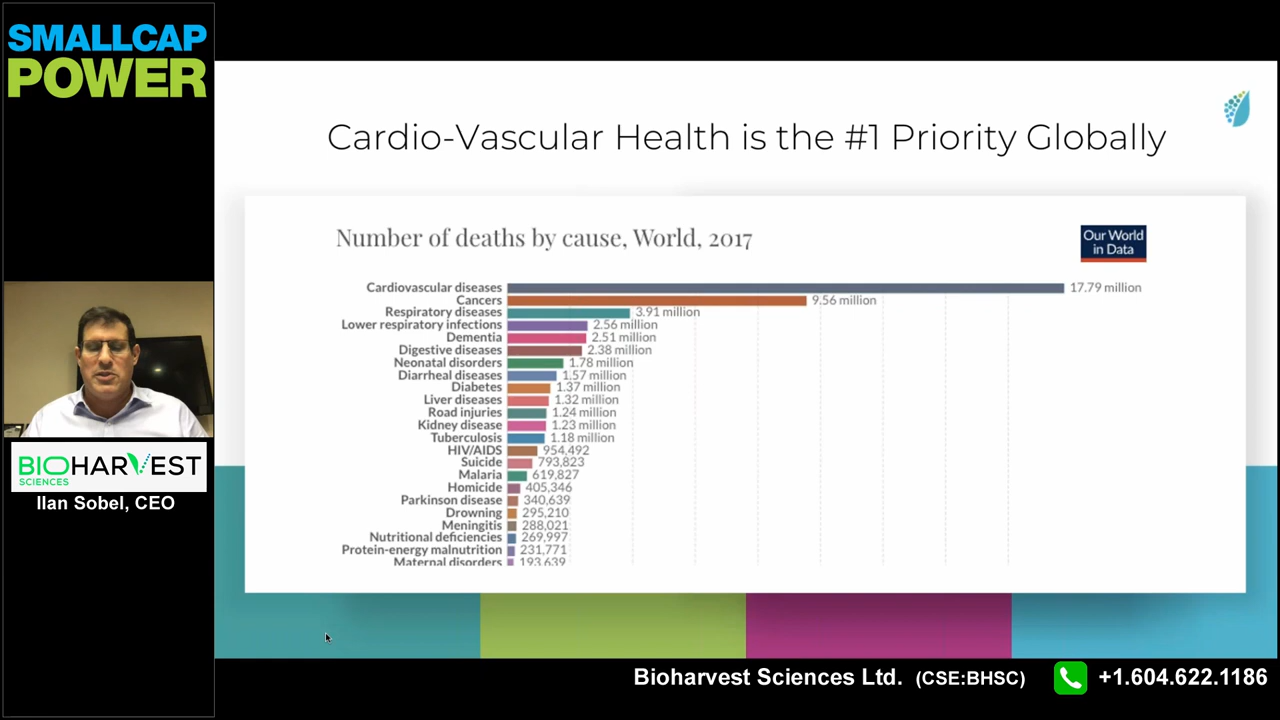 SMALLCAP
POWER
Cardio-Vascular Health is the #1 Priority Globally
Number of deaths by cause, World, 2017
Our World
in Data
Cardiovascular diseases 17.79 million
Cancers 9.56 million
Respiratory diseases 3.91 million
Lower respiratory infections 2.56 million
Dementia 2.51 million
Digestive diseases 2.38 million
Neonatal disorders 1.78 million
Diarrheal diseases 1.57 million
Diabetes 1.37 million
Liver diseases 1.32 million
Road injuries 1.24 million
Kidney disease 1.23 million
Tuberculosis 1.18 million
HIV/AIDS 954,492
Suicide 793,823
Malaria 619,827
Homicide 405,346
Parkinson disease 340,639
Drowning 295,210
Meningitis 288,021
Nutritional deficiencies 269,997
Protein-energy malnutrition 231,771
Maternal disorders 193,639
BIOHARVEST
SCIENCES
Ilan Sobel, CEO
Bioharvest Sciences Ltd. (CSE:BHSC) +1.604.622.1186